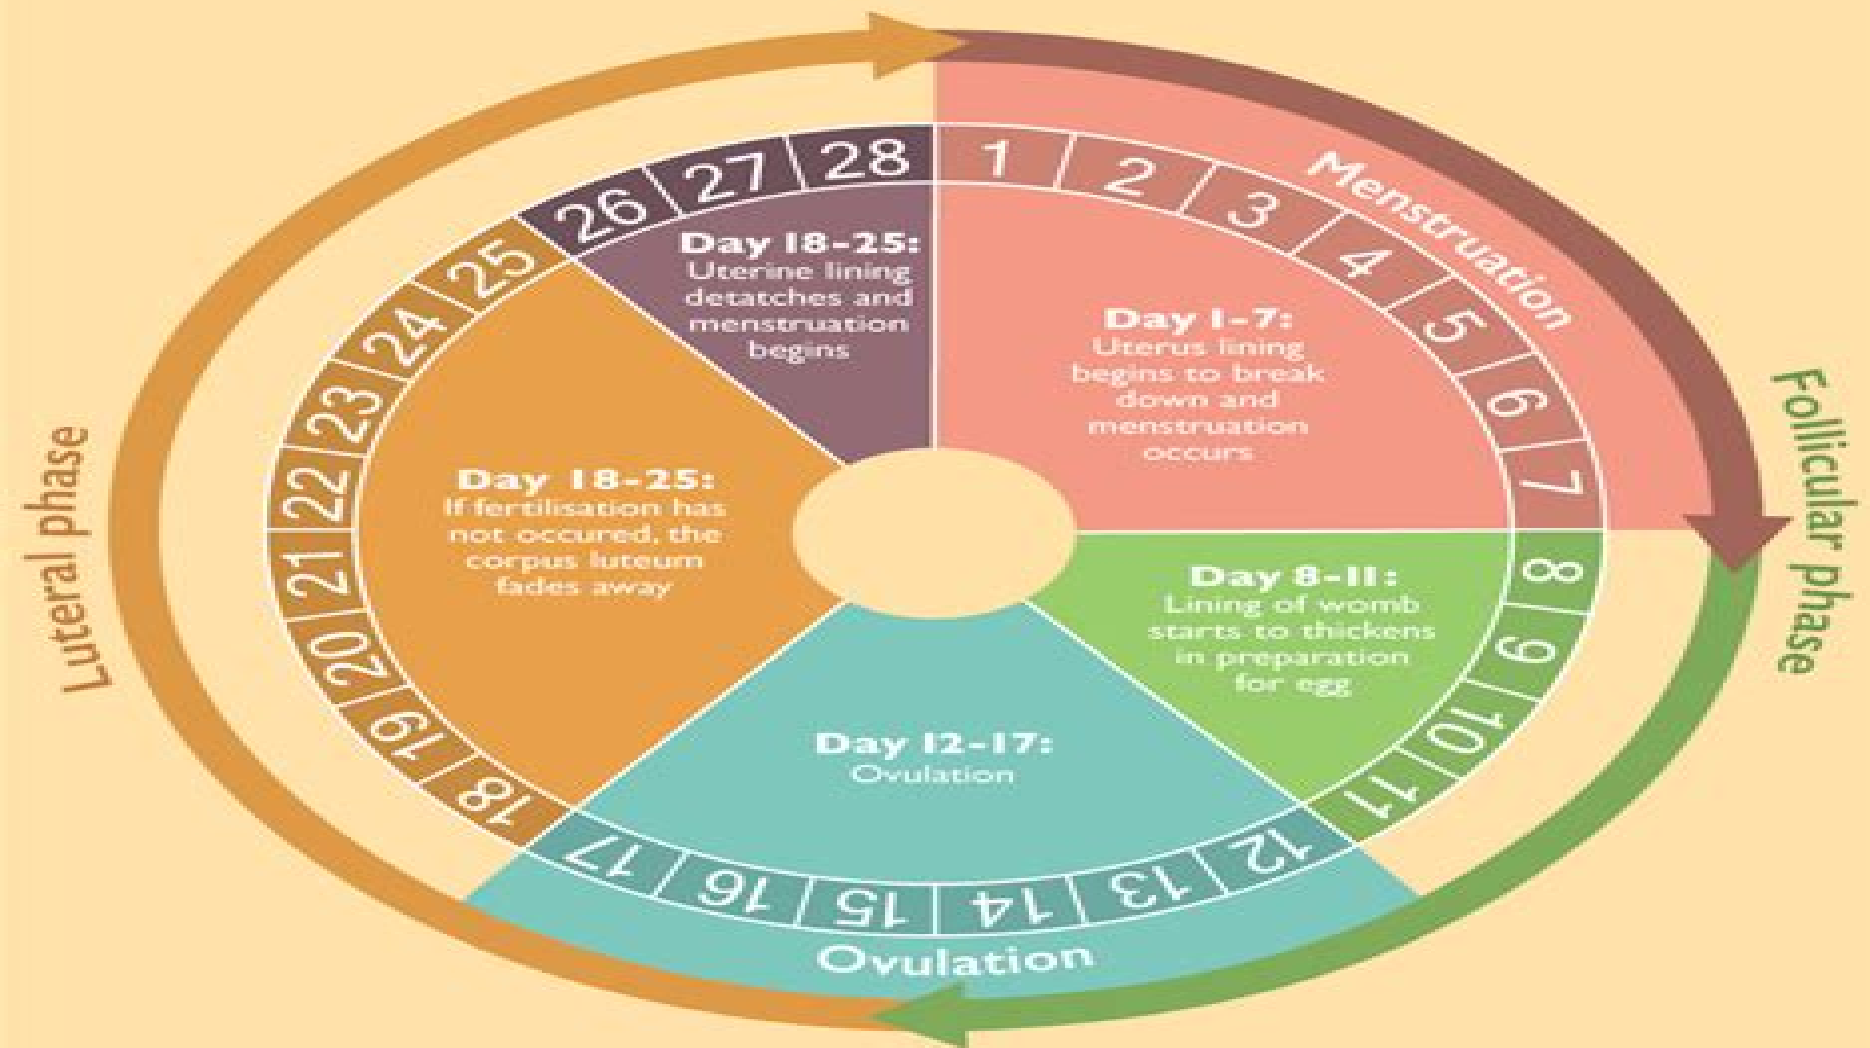 Menstruation
Follicular phase
Ovulation
Luteral phase
1
2
3
4
5
6
7
8
9
10
11
12
13
14
15
16
17
18
19
20
21
22
23
24
25
26
27
28
Day 1-7:
Uterus lining
begins to break
down and
menstruation
occurs
Day 8-11:
Lining of womb
starts to thickens
in preparation
for egg
Day 12-17:
Ovulation
Day 18-25:
If fertilisation has
not occured, the
corpus luteum
fades away
Day 18-25:
Uterine lining
detatches and
menstruation
begins